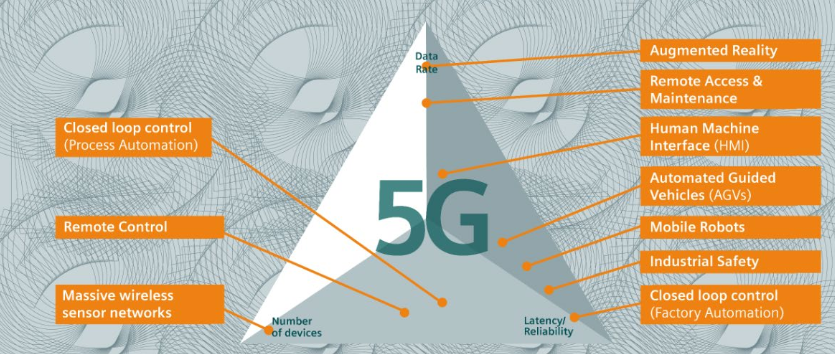 Data
Rate
Augmented Reality
Remote Access &
Maintenance
Closed loop control
(Process Automation)
Human Machine
Interface (HMI)
Automated Guided
Vehicles (AGVs)
5G
Remote Control
Mobile Robots
Industrial Safety
Massive wireless
sensor networks
Closed loop control
(Factory Automation)
Number
of devices
Latency/
Reliability